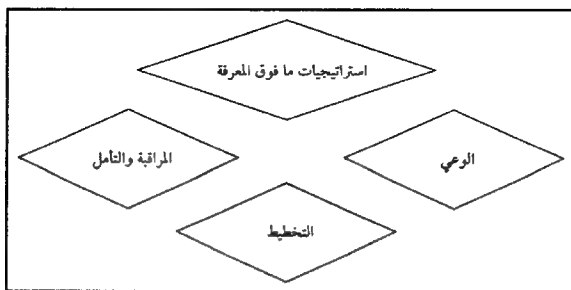 استراتيجيات ما فوق المعرفة
الوعي
المراقبة والتأمل
التخطيط